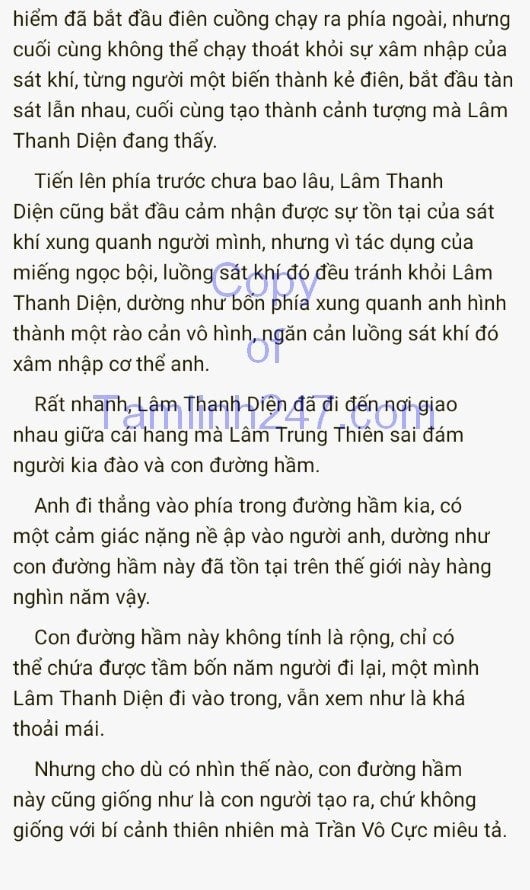 hiểm đã bắt đầu điên cuồng chạy ra phía ngoài, nhưng
cuối cùng không thể chạy thoát khỏi sự xâm nhập của
sát khí, từng người một biến thành kẻ điên, bắt đầu tàn
sát lẫn nhau, cuối cùng tạo thành cảnh tượng mà Lâm
Thanh Diện đang thấy.
Tiến lên phía trước chưa bao lâu, Lâm Thanh
Diện cũng bắt đầu cảm nhận được sự tồn tại của sát
khí xung quanh người mình, nhưng vì tác dụng của
miếng ngọc bội, luồng sát khí đó đều tránh khỏi Lâm
Thanh Diện, dường như bốn phía xung quanh anh hình
thành một rào cản vô hình, ngăn cản luồng sát khí đó
xâm nhập cơ thể anh.
Rất nhanh, Lâm Thanh Diện đã đi đến nơi giao
nhau giữa cái hang mà Lâm Trung Thiên sai đám
người kia đào và con đường hầm.
Anh đi thẳng vào phía trong đường hầm kia, có
một cảm giác nặng nề ập vào người anh, dường như
con đường hầm này đã tồn tại trên thế giới này hàng
nghìn năm vậy.
Con đường hầm này không tính là rộng, chỉ có
thể chứa được tầm bốn năm người đi lại, một mình
Lâm Thanh Diện đi vào trong, vẫn xem như là khá
thoải mái.
Nhưng cho dù có nhìn thế nào, con đường hầm
này cũng giống như là con người tạo ra, chứ không
giống với bí cảnh thiên nhiên mà Trần Vô Cực miêu tả.
Copy
of
Tamlinh247.com